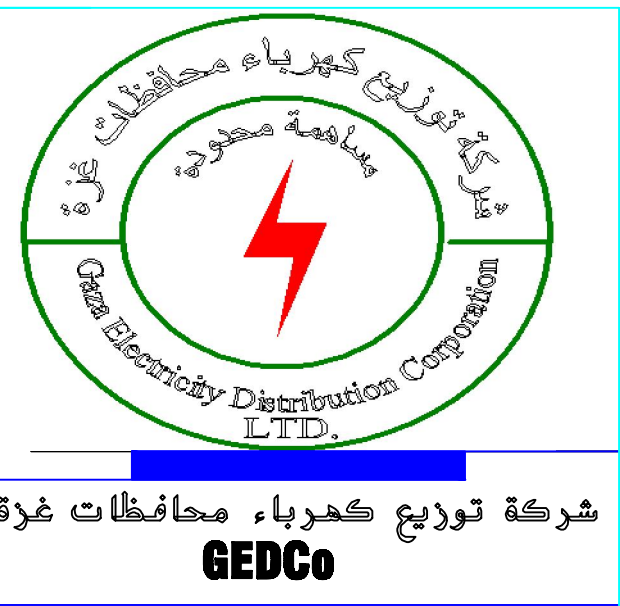 شركة توزيع كهرباء محافظات غزة
مساهمة محدودة
Gaza Electricity Distribution Corporation
LTD.
شركة توزيع كهرباء محافظات غزة
GEDCo